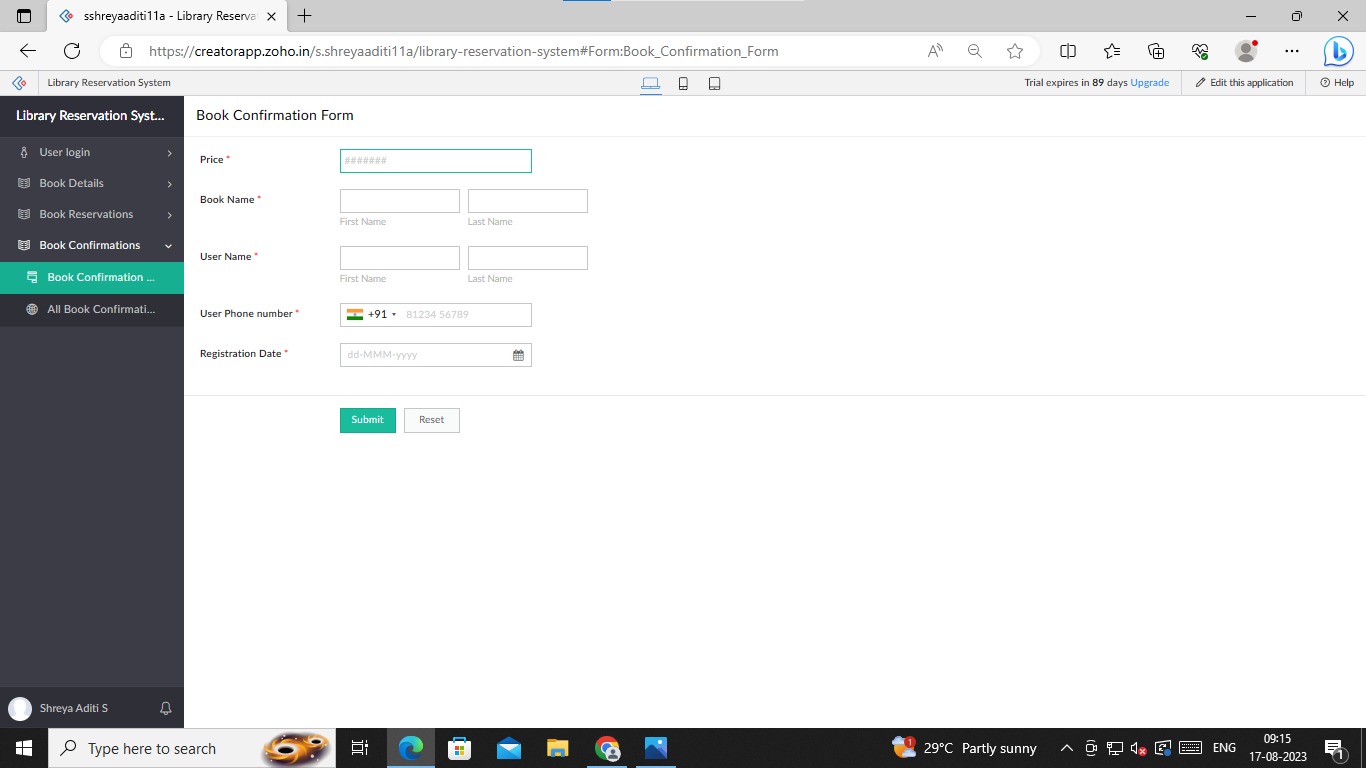 sshreyaaditi11a - Library Reserva
https://creatorapp.zoho.in/s.shreyaaditi11a/library-reservation-system#Form:Book_Confirmation_Form
Library Reservation System
Trial expires in 89 days Upgrade
Edit this application
Help
Library Reservation Syst...
Book Confirmation Form
User login
Book Details
Book Reservations
Book Confirmations
Book Confirmation ...
All Book Confirmati...
Price *
#######
Book Name *
First Name
Last Name
User Name *
First Name
Last Name
User Phone number *
+91
81234 56789
Registration Date *
dd-MMM-yyyy
Submit
Reset
Shreya Aditi S
Type here to search
1
29°C Partly sunny
ENG
09:15
17-08-2023
1